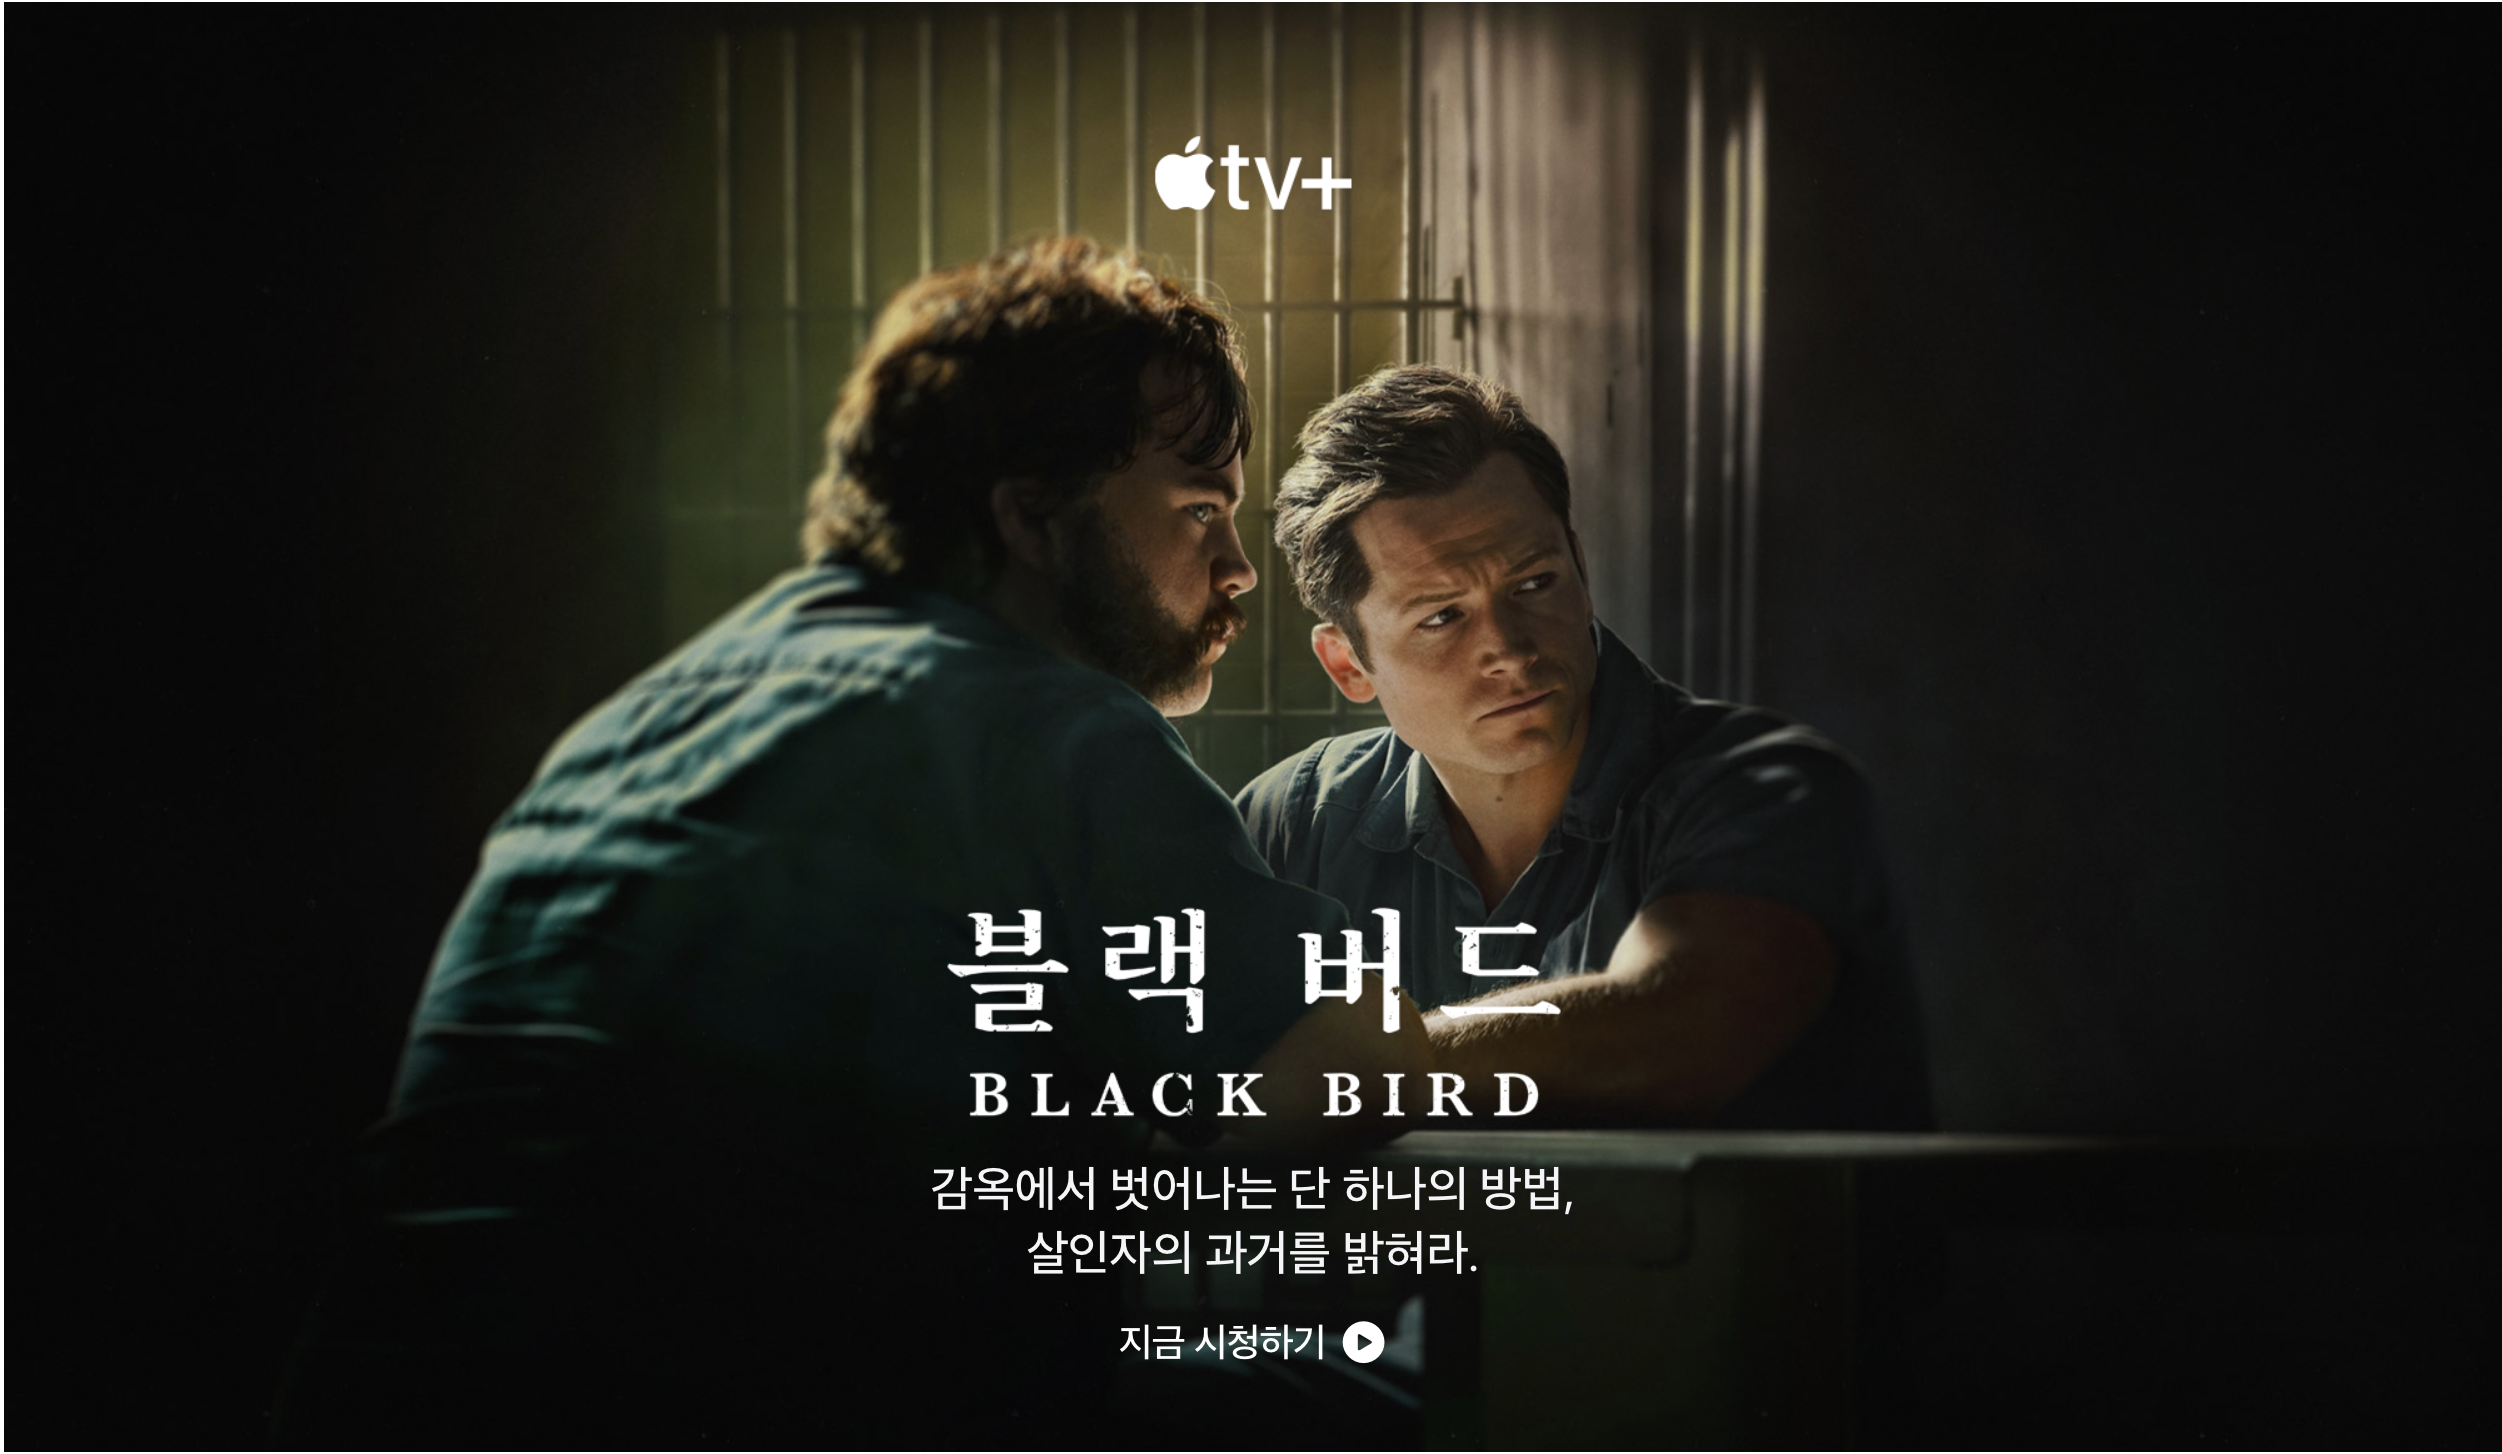 tv+
블랙 버드
BLACK BIRD
감옥에서 벗어나는 단 하나의 방법,
살인자의 과거를 밝혀라.
지금 시청하기